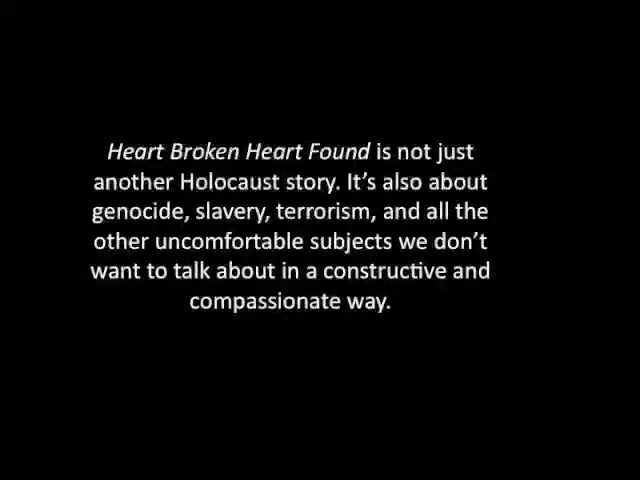 Heart Broken Heart Found is not just
another Holocaust story. It’s also about
genocide, slavery, terrorism, and all the
other uncomfortable subjects we don’t
want to talk about in a constructive and
compassionate way.